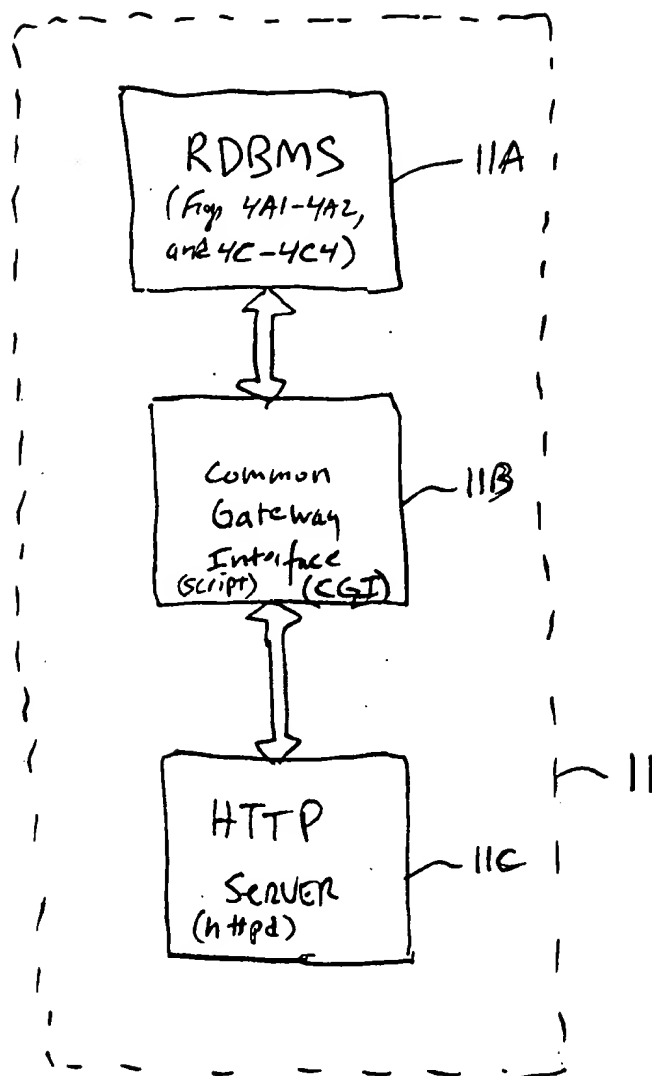 RDBMS
(Figs 4A1-4A2,
and 4C-4C4)
11A
Common
Gateway
Interface
(script) (CGI)
11B
HTTP
SERVER
(httpd)
11C
11